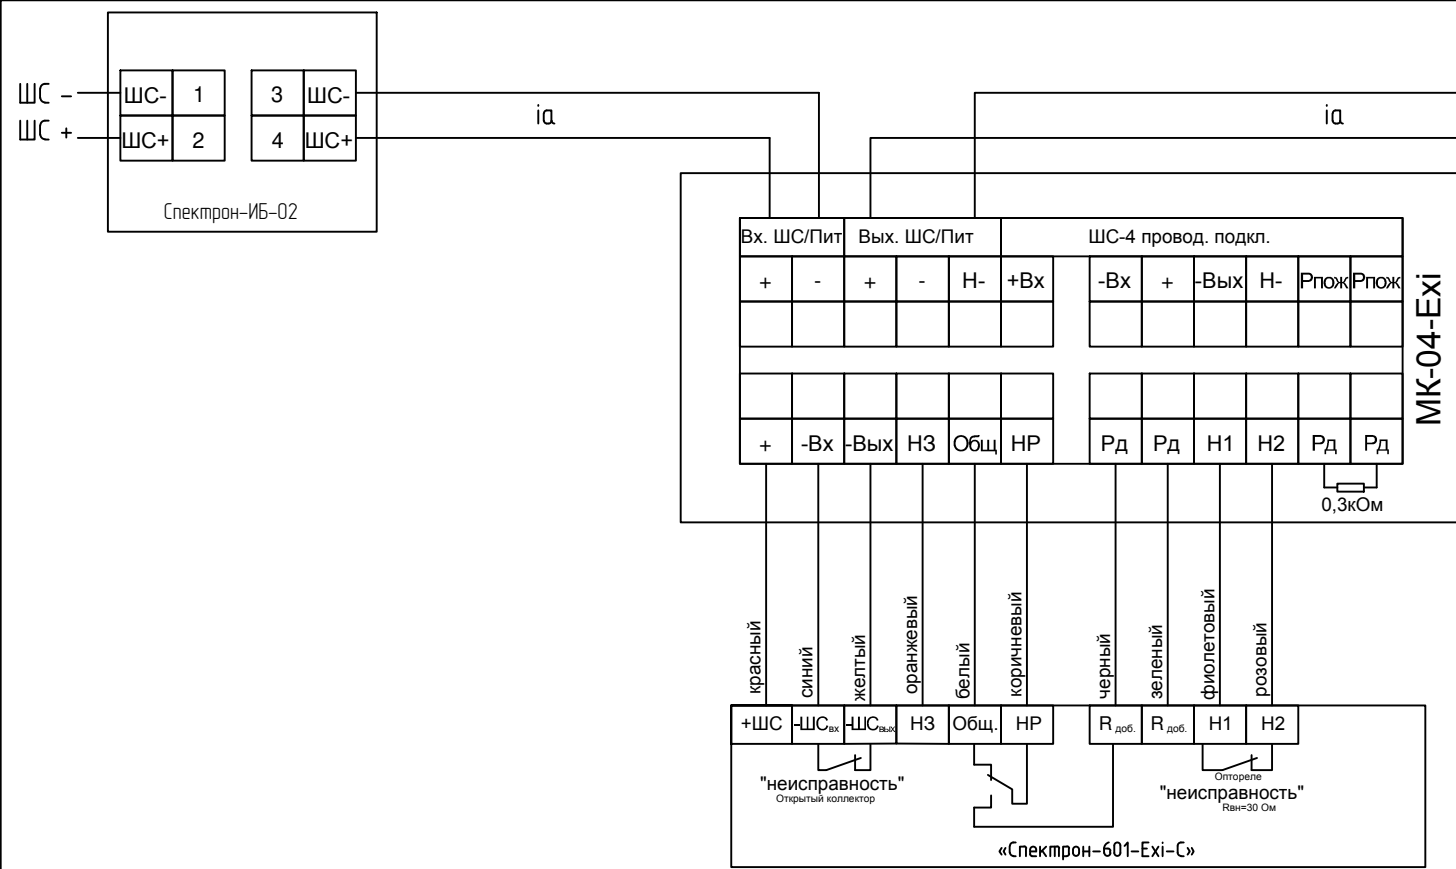 ШС -
ШС +
ШС- 1
ШС+ 2
3 ШС-
4 ШС+
Спектрон-ИБ-02
ia
ia
Вх. ШС/Пит Вых. ШС/Пит ШС-4 провод. подкл.
+ - + - Н- +Вх -Вх + -Вых Н- Рпож Рпож
+ -Вх -Вых НЗ Общ НР Рд Рд Н1 Н2 Рд Рд
0,3кОм
МК-04-Exi
красный
синий
желтый
оранжевый
белый
коричневый
черный
зеленый
фиолетовый
розовый
+ШС -ШСвх -ШСвых НЗ Общ. НР R доб. R доб. Н1 Н2
"неисправность"
Открытый коллектор
Оптореле
"неисправность"
Rвн=30 Ом
«Спектрон-601-Exi-С»